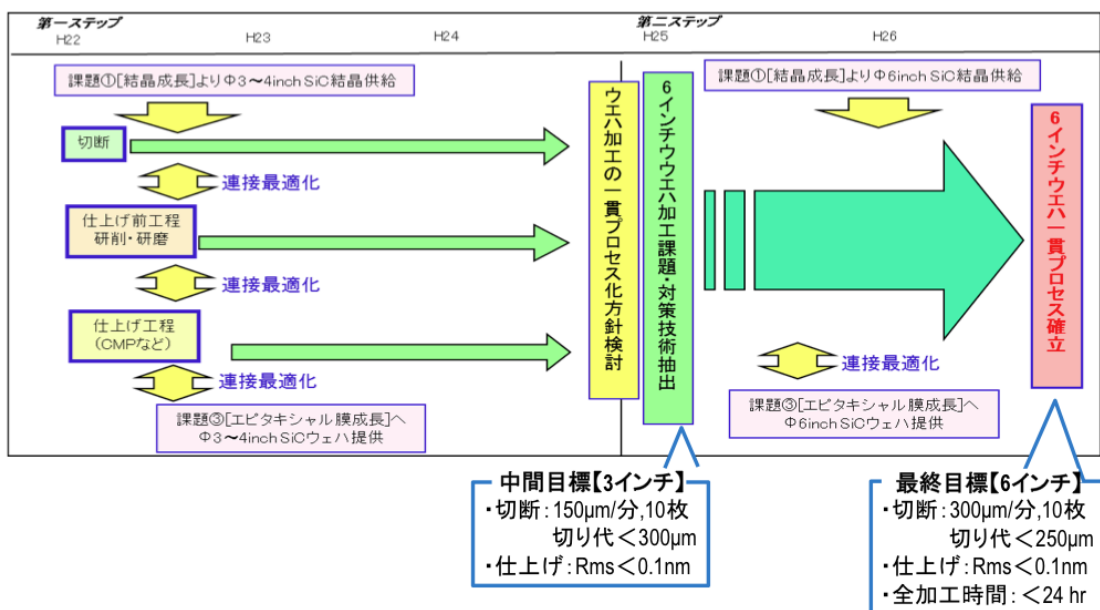 第一ステップ
第二ステップ
H22
H23
H24
H25
H26
課題①[結晶成長]よりΦ3～4inch SiC結晶供給
課題①[結晶成長]よりΦ6inch SiC結晶供給
切断
連接最適化
仕上げ前工程
研削・研磨
連接最適化
仕上げ工程
(CMPなど)
連接最適化
課題③[エピタキシャル膜成長]へ
Φ3～4inch SiCウェハ提供
ウエハ加工の一貫プロセス化方針検討
6インチウウエハ加工課題・対策技術抽出
連接最適化
課題③[エピタキシャル膜成長]へ
Φ6inch SiCウェハ提供
6インチウエハ一貫プロセス確立
中間目標【3インチ】
・切断：150μm/分,10枚
切り代＜300μm
・仕上げ：Rms＜0.1nm
最終目標【6インチ】
・切断：300μm/分,10枚
切り代＜250μm
・仕上げ：Rms＜0.1nm
・全加工時間：＜24 hr